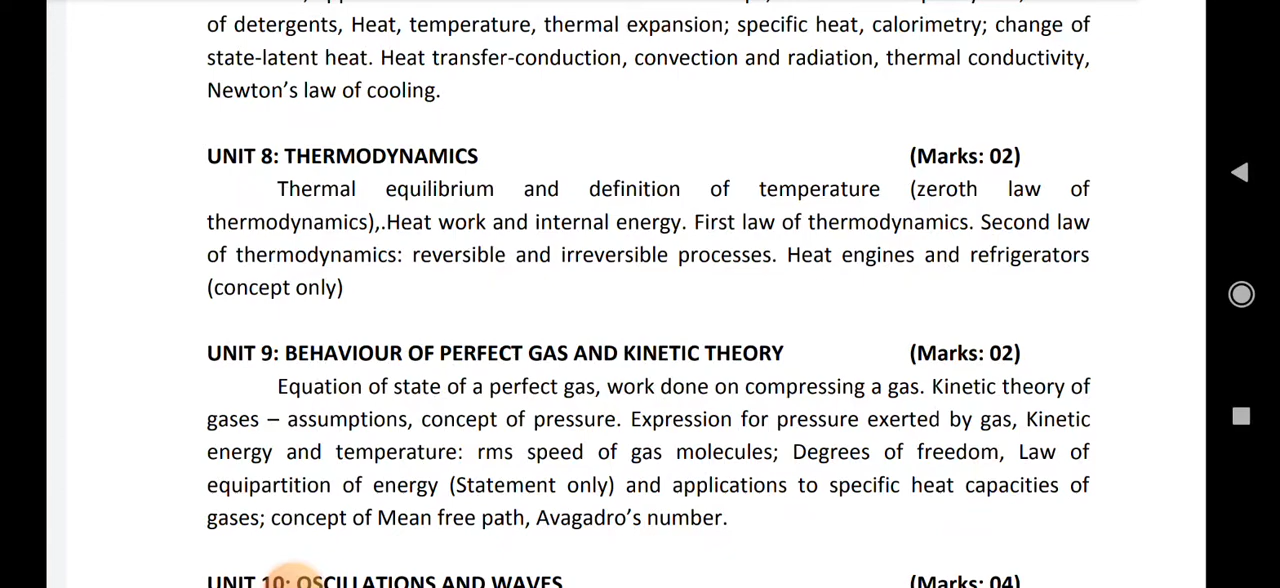 of detergents, Heat, temperature, thermal expansion; specific heat, calorimetry; change of
state-latent heat. Heat transfer-conduction, convection and radiation, thermal conductivity,
Newton’s law of cooling.
UNIT 8: THERMODYNAMICS (Marks: 02)
Thermal equilibrium and definition of temperature (zeroth law of
thermodynamics),.Heat work and internal energy. First law of thermodynamics. Second law
of thermodynamics: reversible and irreversible processes. Heat engines and refrigerators
(concept only)
UNIT 9: BEHAVIOUR OF PERFECT GAS AND KINETIC THEORY (Marks: 02)
Equation of state of a perfect gas, work done on compressing a gas. Kinetic theory of
gases – assumptions, concept of pressure. Expression for pressure exerted by gas, Kinetic
energy and temperature: rms speed of gas molecules; Degrees of freedom, Law of
equipartition of energy (Statement only) and applications to specific heat capacities of
gases; concept of Mean free path, Avagadro’s number.
UNIT 10: OSCILLATIONS AND WAVES (Marks: 04)